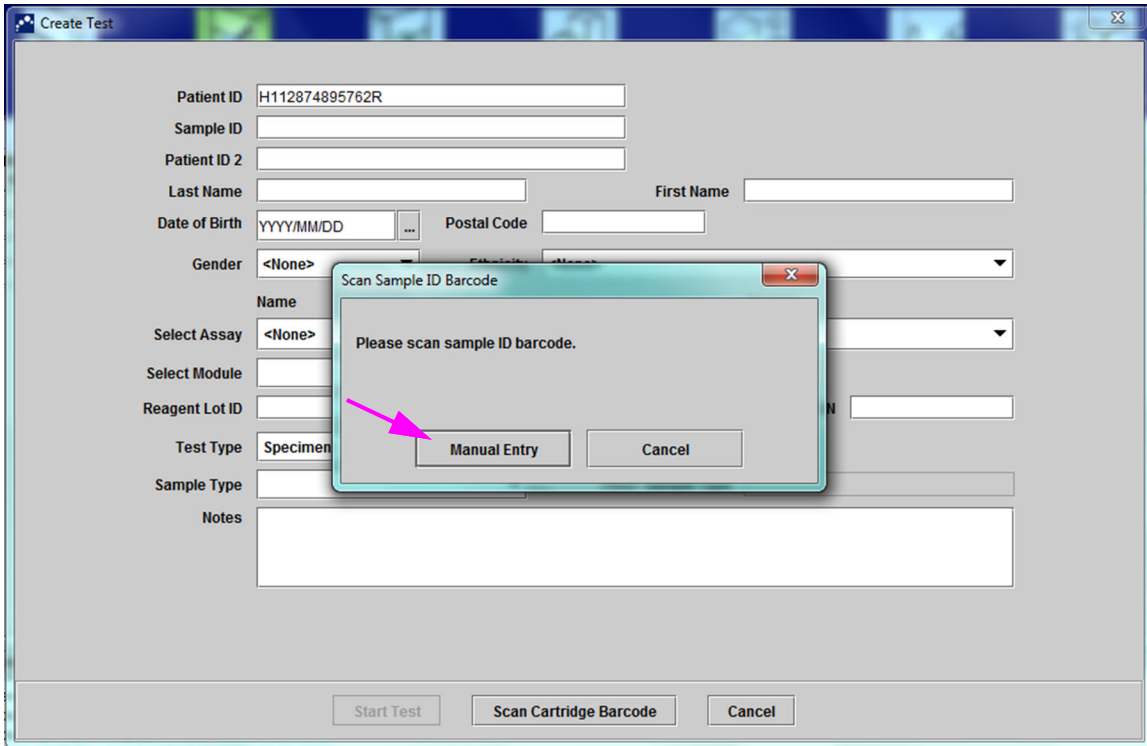 Create Test
Patient ID H112874895762R
Sample ID
Patient ID 2
Last Name First Name
Date of Birth YYYY/MM/DD ... Postal Code
Gender <None> Ethnicity <None>
Scan Sample ID Barcode
Name
Select Assay <None>
Please scan sample ID barcode.
Select Module
Reagent Lot ID N
Test Type Specimen
Manual Entry Cancel
Sample Type
Notes
Start Test Scan Cartridge Barcode Cancel